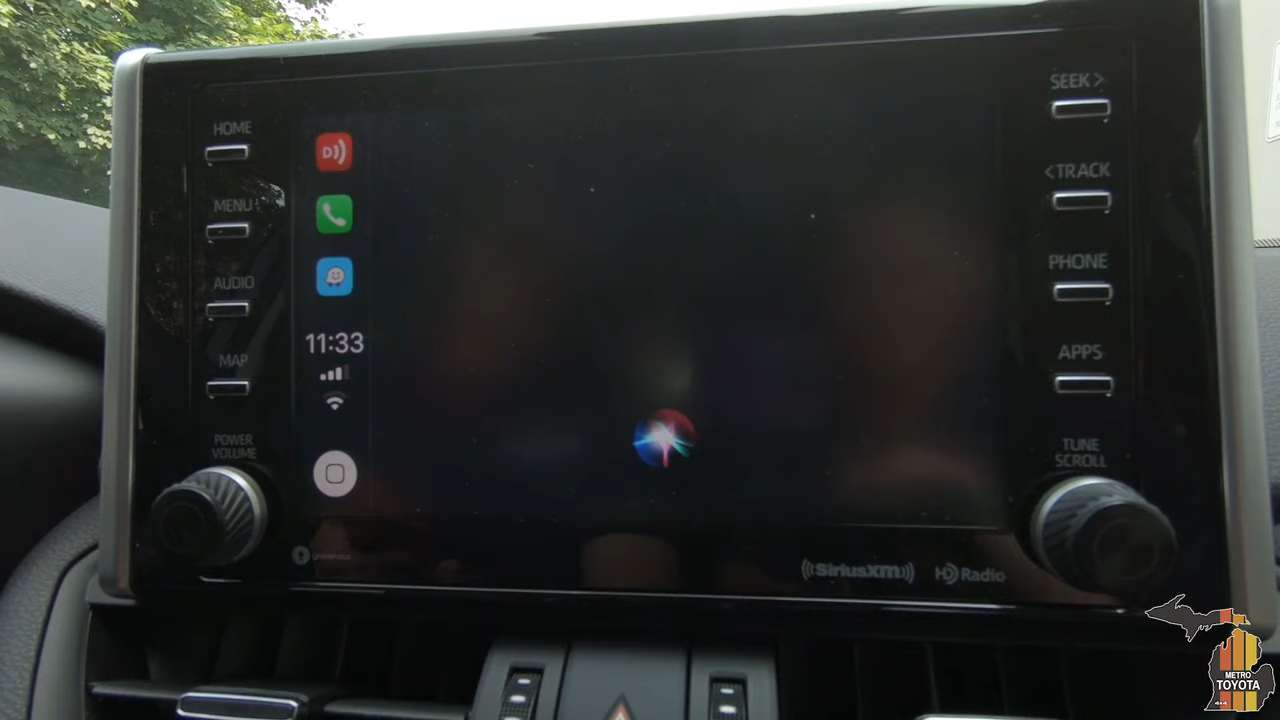 HOME
MENU
AUDIO
MAP
POWER
VOLUME
D
11:33
SEEK >
< TRACK
PHONE
APPS
TUNE
SCROLL
((SiriusXM))
HD Radio
METRO
TOYOTA
4x4